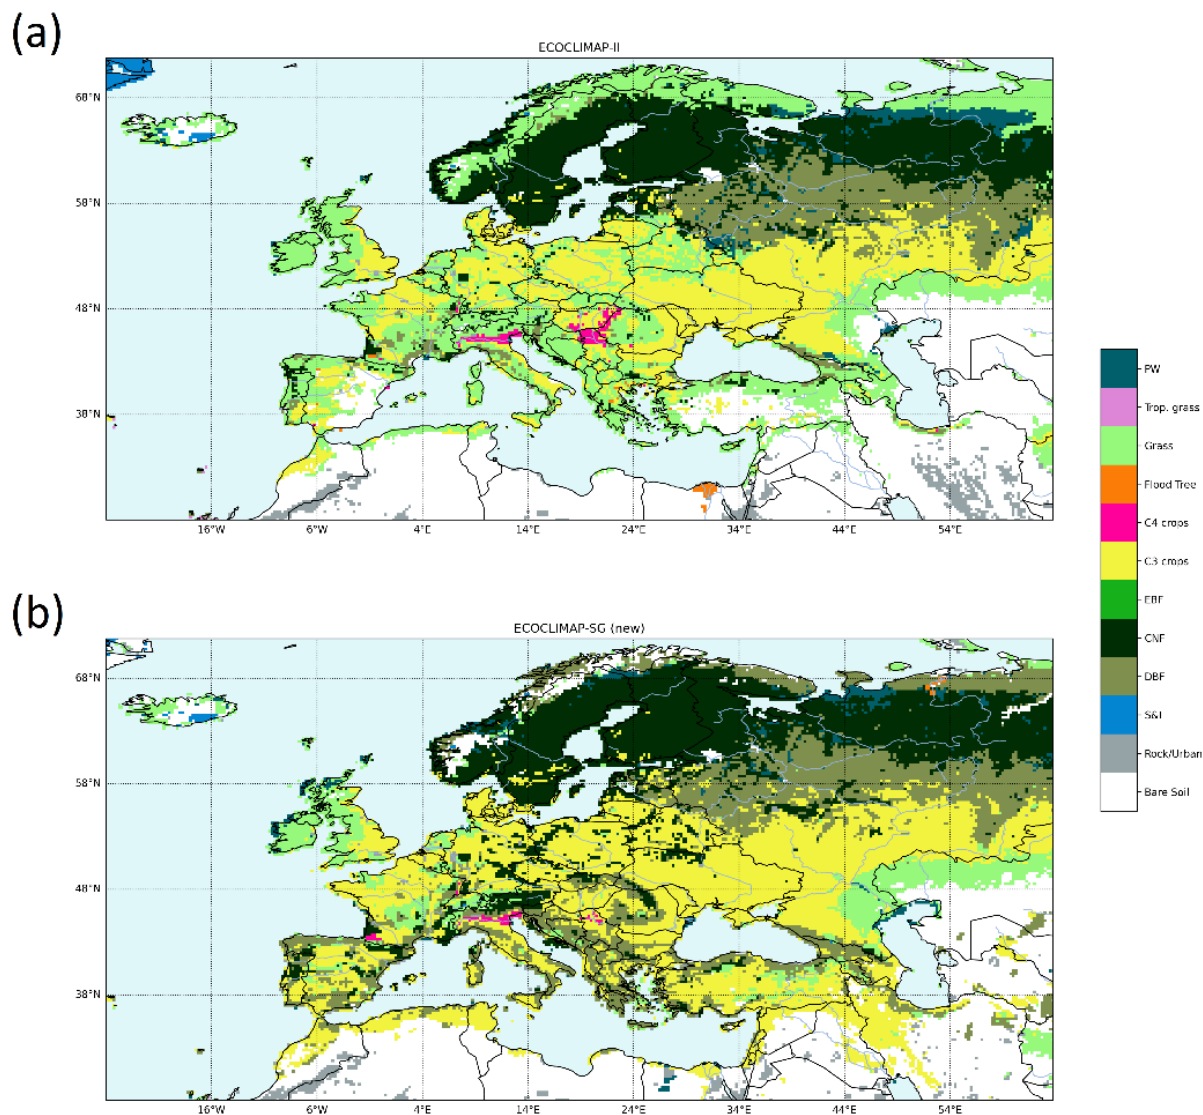 (a)
ECOCLIMAP-II
68°N
58°N
48°N
38°N
16°W 6°W 4°E 14°E 24°E 34°E 44°E 54°E
PW
Trop. grass
Grass
Flood Tree
C4 crops
C3 crops
EBF
CNF
DBF
S&I
Rock/Urban
Bare Soil
(b)
ECOCLIMAP-SG (new)
68°N
58°N
48°N
38°N
16°W 6°W 4°E 14°E 24°E 34°E 44°E 54°E